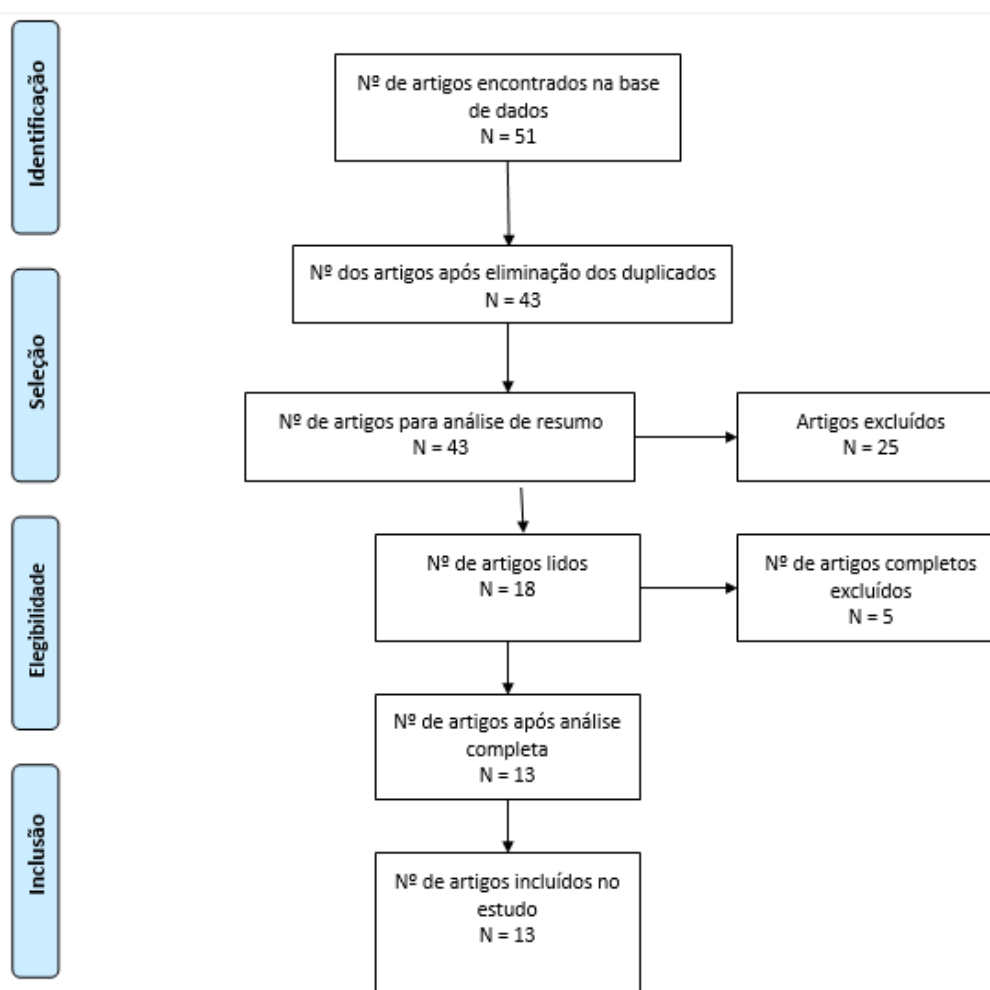 Identificação
Nº de artigos encontrados na base
de dados
N = 51
Nº dos artigos após eliminação dos duplicados
N = 43
Seleção
Nº de artigos para análise de resumo
N = 43
Artigos excluídos
N = 25
Elegibilidade
Nº de artigos lidos
N = 18
Nº de artigos completos
excluídos
N = 5
Nº de artigos após análise
completa
N = 13
Inclusão
Nº de artigos incluídos no
estudo
N = 13